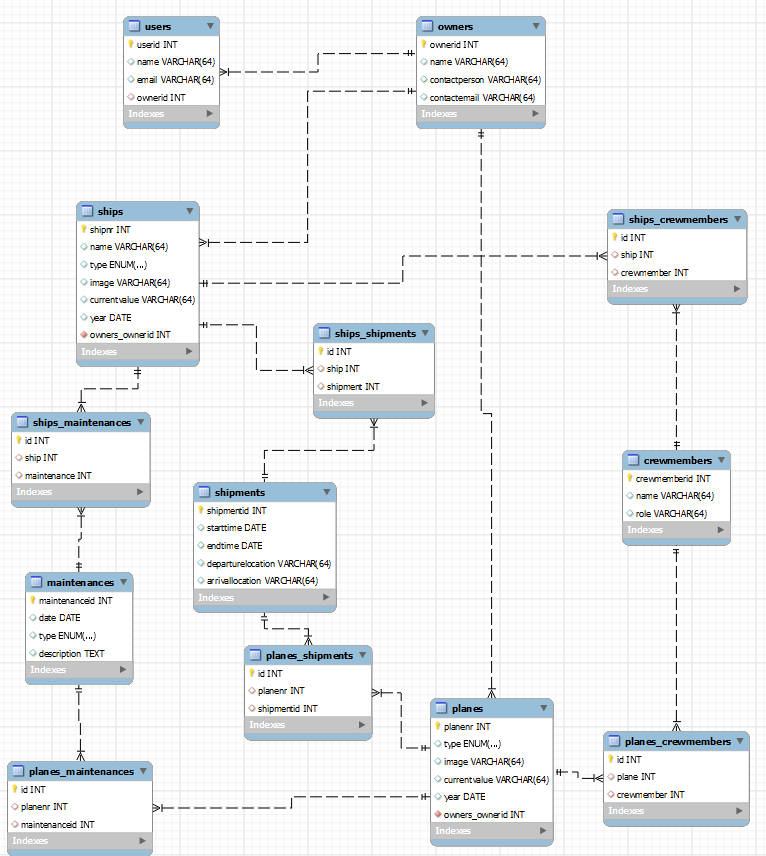 users
userid INT
name VARCHAR(64)
email VARCHAR(64)
ownerid INT
Indexes
owners
ownerid INT
name VARCHAR(64)
contactperson VARCHAR(64)
contactemail VARCHAR(64)
Indexes
ships
shipnr INT
name VARCHAR(64)
type ENUM(...)
image VARCHAR(64)
currentvalue VARCHAR(64)
year DATE
owners_ownerid INT
Indexes
ships_crewmembers
id INT
ship INT
crewmember INT
Indexes
ships_shipments
id INT
ship INT
shipment INT
Indexes
ships_maintenances
id INT
ship INT
maintenance INT
Indexes
crewmembers
crewmemberid INT
name VARCHAR(64)
role VARCHAR(64)
Indexes
shipments
shipmentid INT
starttime DATE
endtime DATE
departurelocation VARCHAR(64)
arrivallocation VARCHAR(64)
Indexes
maintenances
maintenanceid INT
date DATE
type ENUM(...)
description TEXT
Indexes
planes_shipments
id INT
planenr INT
shipmentid INT
Indexes
planes
planenr INT
type ENUM(...)
image VARCHAR(64)
currentvalue VARCHAR(64)
year DATE
owners_ownerid INT
Indexes
planes_crewmembers
id INT
plane INT
crewmember INT
Indexes
planes_maintenances
id INT
planenr INT
maintenanceid INT
Indexes